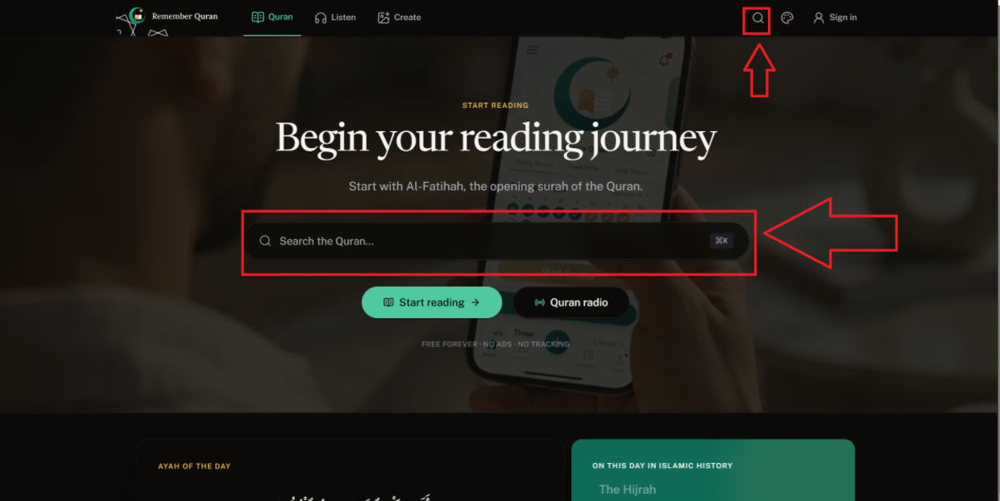 Remember Quran
Quran
Listen
Create
Sign in
START READING
Begin your reading journey
Start with Al-Fatihah, the opening surah of the Quran.
Search the Quran...
⌘K
Start reading →
Quran radio
FREE FOREVER · NO ADS · NO TRACKING
AYAH OF THE DAY
ON THIS DAY IN ISLAMIC HISTORY
The Hijrah